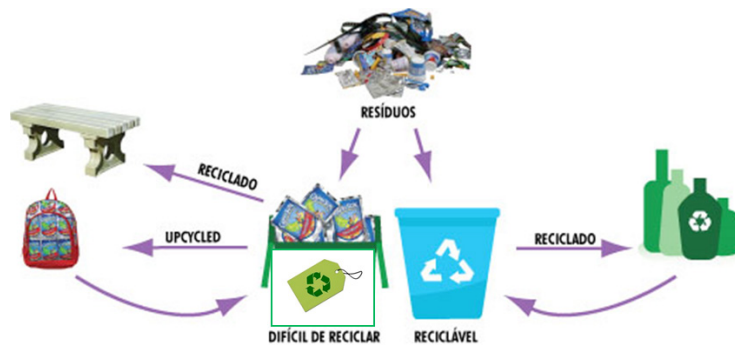 RESÍDUOS
RECICLADO
UPCYCLED
RECICLADO
DIFÍCIL DE RECICLAR
RECICLÁVEL